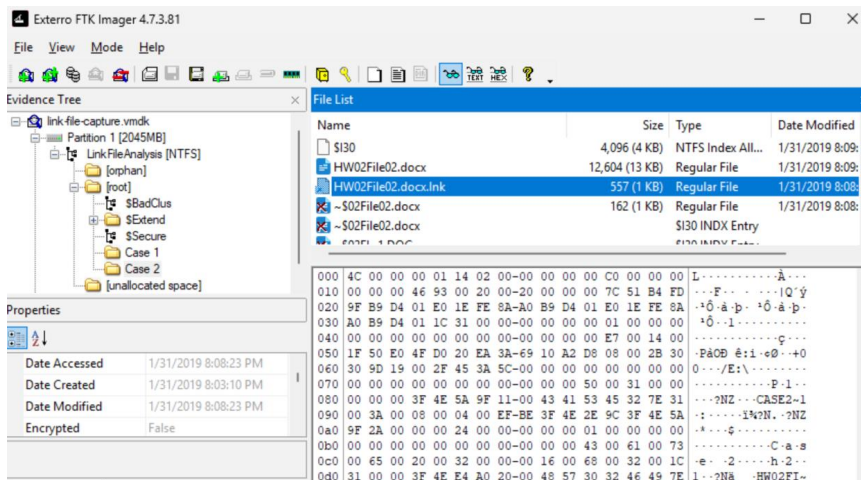 Exterro FTK Imager 4.7.3.81
File View Mode Help
Evidence Tree
link-file-capture.vmdk
Partition 1 [2045MB]
LinkFileAnalysis [NTFS]
[orphan]
[root]
$BadClus
$Extend
$Secure
Case 1
Case 2
[unallocated space]
Properties
Date Accessed 1/31/2019 8:08:23 PM
Date Created 1/31/2019 8:03:10 PM
Date Modified 1/31/2019 8:08:23 PM
Encrypted False
File List
Name Size Type Date Modified
$I30 4,096 (4 KB) NTFS Index All... 1/31/2019 8:09:
HW02File02.docx 12,604 (13 KB) Regular File 1/31/2019 8:09:
HW02File02.docx.lnk 557 (1 KB) Regular File 1/31/2019 8:08:
~$02File02.docx 162 (1 KB) Regular File 1/31/2019 8:08:
~$02File02.docx $I30 INDX Entry
000 4C 00 00 00 01 14 02 00-00 00 00 00 C0 00 00 00 L···········À···
010 00 00 00 46 93 00 20 00-20 00 00 00 7C 51 B4 FD
020 9F B9 D4 01 E0 1E FE 8A-A0 B9 D4 01 E0 1E FE 8A
030 A0 B9 D4 01 1C 31 00 00-00 00 00 00 01 00 00 00
040 00 00 00 00 00 00 00 00-00 00 00 00 E7 00 14 00
050 1F 50 E0 4F D0 20 EA 3A-69 10 A2 D8 08 00 2B 30 ·PàOÐ ê:i·¢Ø··+0
060 30 9D 19 00 2F 45 3A 5C-00 00 00 00 00 00 00 00 0···/E:\········
070 00 00 00 00 00 00 00 00-00 00 00 50 00 31 00 00 ···········P·1··
080 00 00 00 3F 4E 5A 9F 11-00 43 41 53 45 32 7E 31 ···?NZ···CASE2~1
090 00 3A 00 08 00 04 00 EF-BE 3F 4E 2E 9C 3F 4E 5A ·:·····ï¾?N.·?NZ
0a0 9F 2A 00 00 00 24 00 00-00 00 00 01 00 00 00 00 ·*···$··········
0b0 00 00 00 00 00 00 00 00-00 00 00 43 00 61 00 73 ···········C·a·s
0c0 00 65 00 20 00 32 00 00-00 16 00 68 00 32 00 1C ·e· ·2·····h·2··
0d0 31 00 00 3F 4E E4 A0 20-00 48 57 30 32 46 49 7E 1··?Nä ·HW02FI~